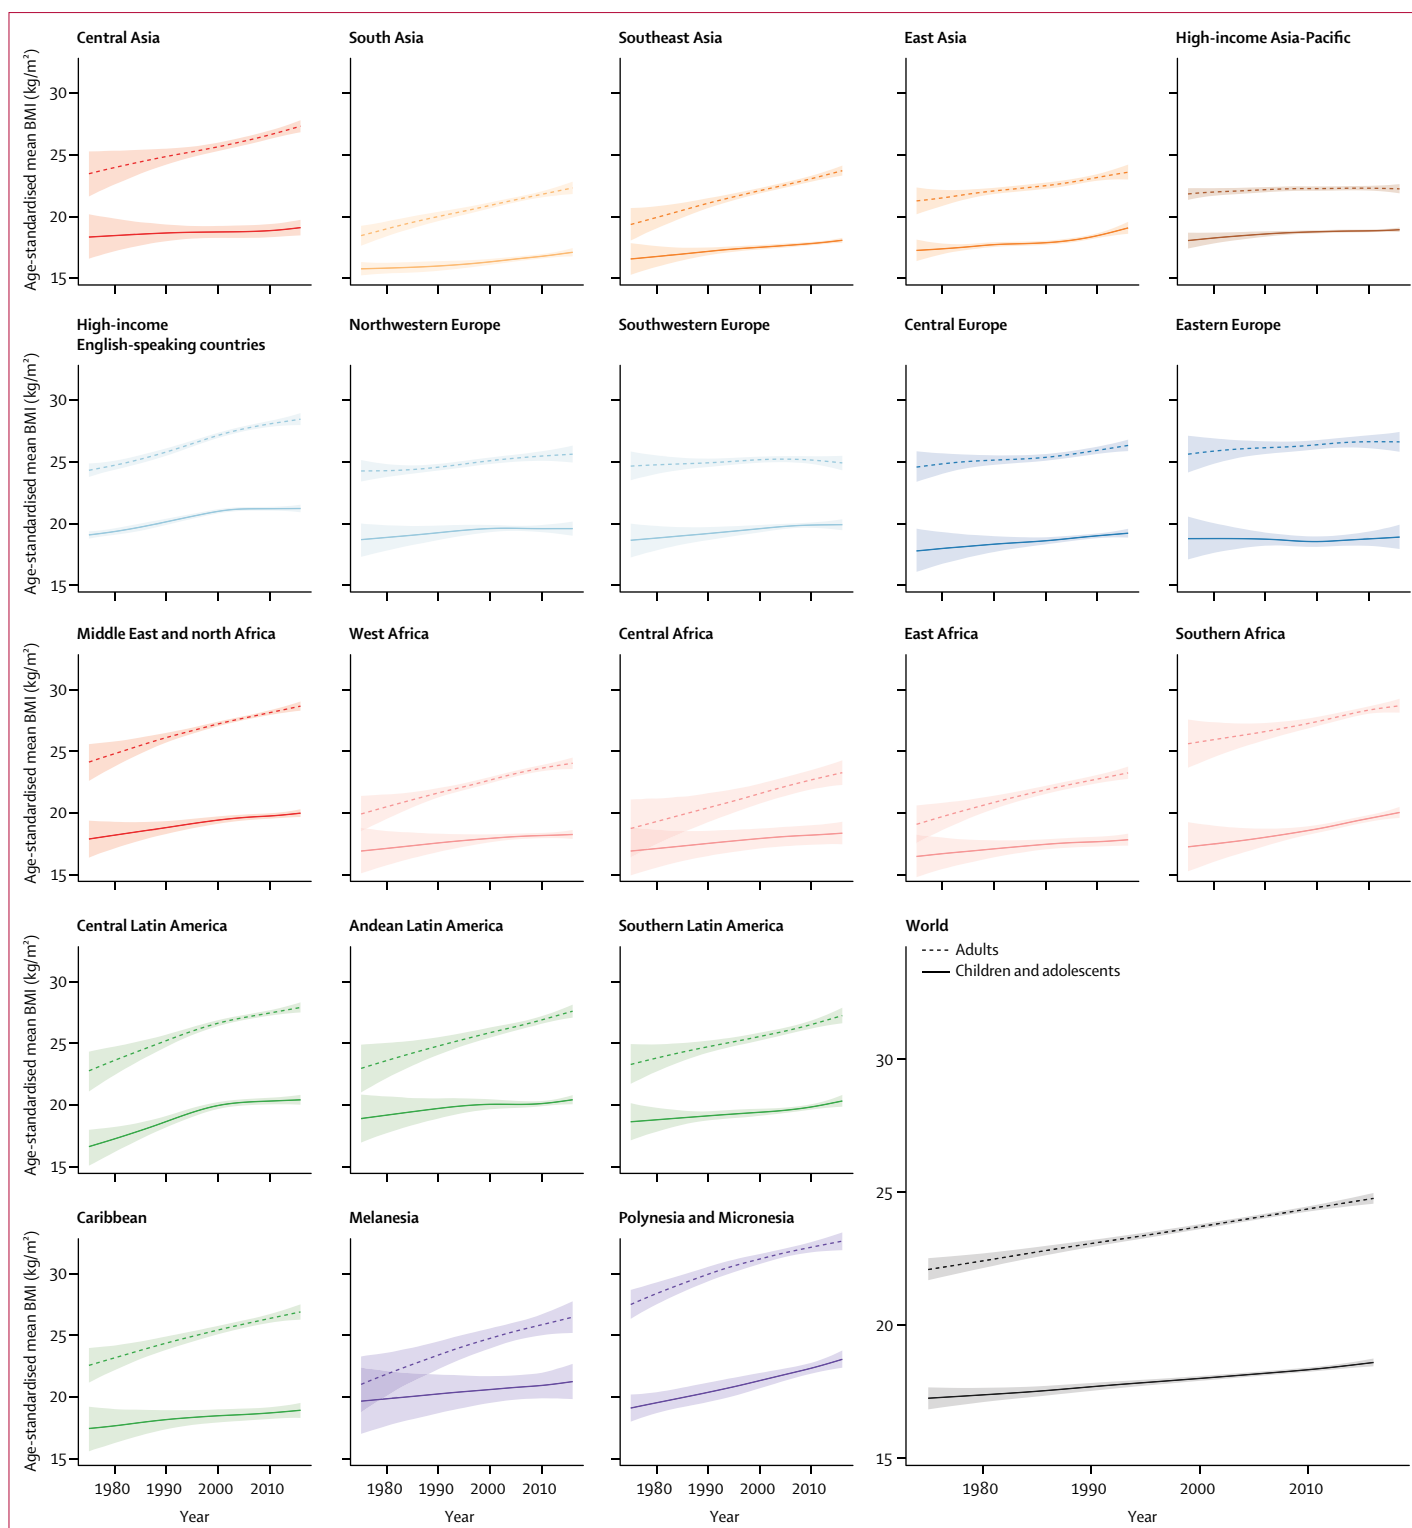 Central Asia
South Asia
Southeast Asia
East Asia
High-income Asia-Pacific
Age-standardised mean BMI (kg/m²)
30
25
20
15
High-income
English-speaking countries
Northwestern Europe
Southwestern Europe
Central Europe
Eastern Europe
Age-standardised mean BMI (kg/m²)
30
25
20
15
Middle East and north Africa
West Africa
Central Africa
East Africa
Southern Africa
Age-standardised mean BMI (kg/m²)
30
25
20
15
Central Latin America
Andean Latin America
Southern Latin America
World
Adults
Children and adolescents
Age-standardised mean BMI (kg/m²)
30
25
20
15
30
25
20
15
Caribbean
Melanesia
Polynesia and Micronesia
Age-standardised mean BMI (kg/m²)
30
25
20
15
1980 1990 2000 2010
Year
1980 1990 2000 2010
Year
1980 1990 2000 2010
Year
1980 1990 2000 2010
Year